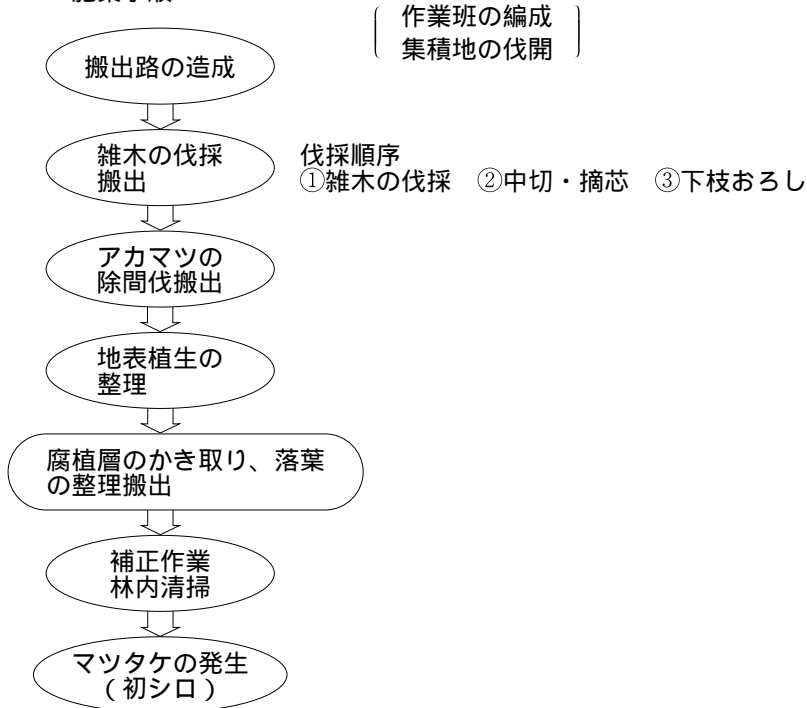 作業班の編成
集積地の伐開
搬出路の造成
雑木の伐採
搬出
伐採順序
①雑木の伐採　②中切・摘芯　③下枝おろし
アカマツの
除間伐搬出
地表植生の
整理
腐植層のかき取り、落葉
の整理搬出
補正作業
林内清掃
マツタケの発生
（初シロ）